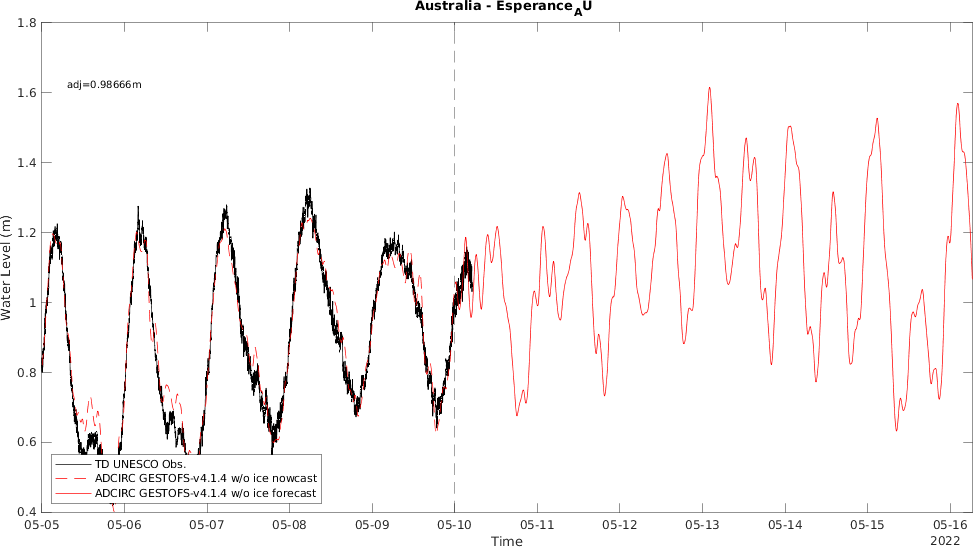 Australia - Esperance_AU
1.8
1.6
1.4
1.2
1
0.8
0.6
0.4
Water Level (m)
adj=0.98666m
TD UNESCO Obs.
ADCIRC GESTOFS-v4.1.4 w/o ice nowcast
ADCIRC GESTOFS-v4.1.4 w/o ice forecast
05-05 05-06 05-07 05-08 05-09 05-10 05-11 05-12 05-13 05-14 05-15 05-16
Time
2022